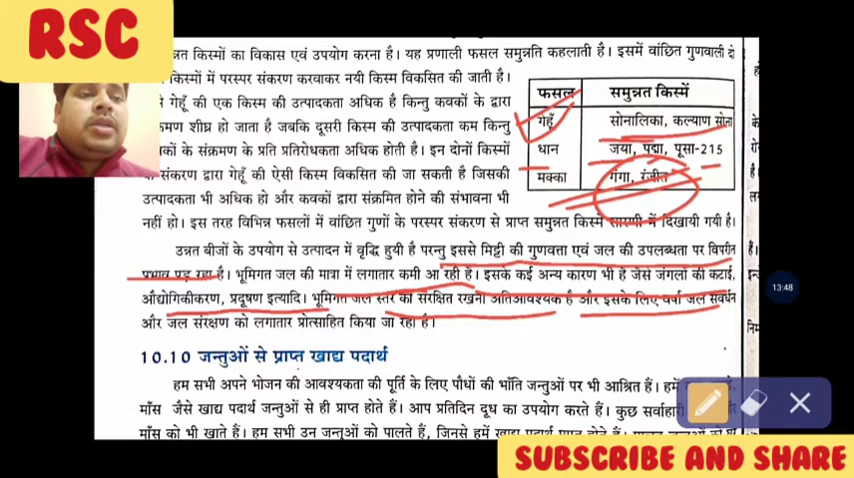 RSC
न्नत किस्मों का विकास एवं उपयोग करना है। यह प्रणाली फसल समुन्नति कहलाती है। इसमें वांछित गुणवाली दो
किस्मों में परस्पर संकरण करवाकर नयी किस्म विकसित की जाती है।
गेहूँ की एक किस्म की उत्पादकता अधिक है किन्तु कवकों के द्वारा
क्रमण शीघ्र हो जाता है जबकि दूसरी किस्म की उत्पादकता कम किन्तु
कों के संक्रमण के प्रति प्रतिरोधकता अधिक होती है। इन दोनों किस्मों
संकरण द्वारा गेहूँ की ऐसी किस्म विकसित की जा सकती है जिसकी
उत्पादकता भी अधिक हो और कवकों द्वारा संक्रमित होने की संभावना भी
नहीं हो। इस तरह विभिन्न फसलों में वांछित गुणों के परस्पर संकरण से प्राप्त समुन्नत किस्में सारणी में दिखायी गयी है।
फसल समुन्नत किस्में
गेहूँ सोनालिका, कल्याण सोना
धान जया, पद्मा, पूसा-215
मक्का गंगा, रंजीत
उन्नत बीजों के उपयोग से उत्पादन में वृद्धि हुयी है परन्तु इससे मिट्टी की गुणवत्ता एवं जल की उपलब्धता पर विपरीत
प्रभाव पड़ रहा है। भूमिगत जल की मात्रा में लगातार कमी आ रही है। इसके कई अन्य कारण भी हैं जैसे जंगलों की कटाई,
औद्योगिकीकरण, प्रदूषण इत्यादि। भूमिगत जल स्तर को संरक्षित रखना अतिआवश्यक है और इसके लिए वर्षा जल संवर्धन
और जल संरक्षण को लगातार प्रोत्साहित किया जा रहा है।
10.10 जन्तुओं से प्राप्त खाद्य पदार्थ
हम सभी अपने भोजन की आवश्यकता की पूर्ति के लिए पौधों की भाँति जन्तुओं पर भी आश्रित हैं। हमें
माँस जैसे खाद्य पदार्थ जन्तुओं से ही प्राप्त होते हैं। आप प्रतिदिन दूध का उपयोग करते हैं। कुछ सर्वाहारी
माँस को भी खाते हैं। हम सभी उन जन्तुओं को पालते हैं, जिनसे हमें खाद्य पदार्थ प्राप्त होते हैं।
13:48
SUBSCRIBE AND SHARE